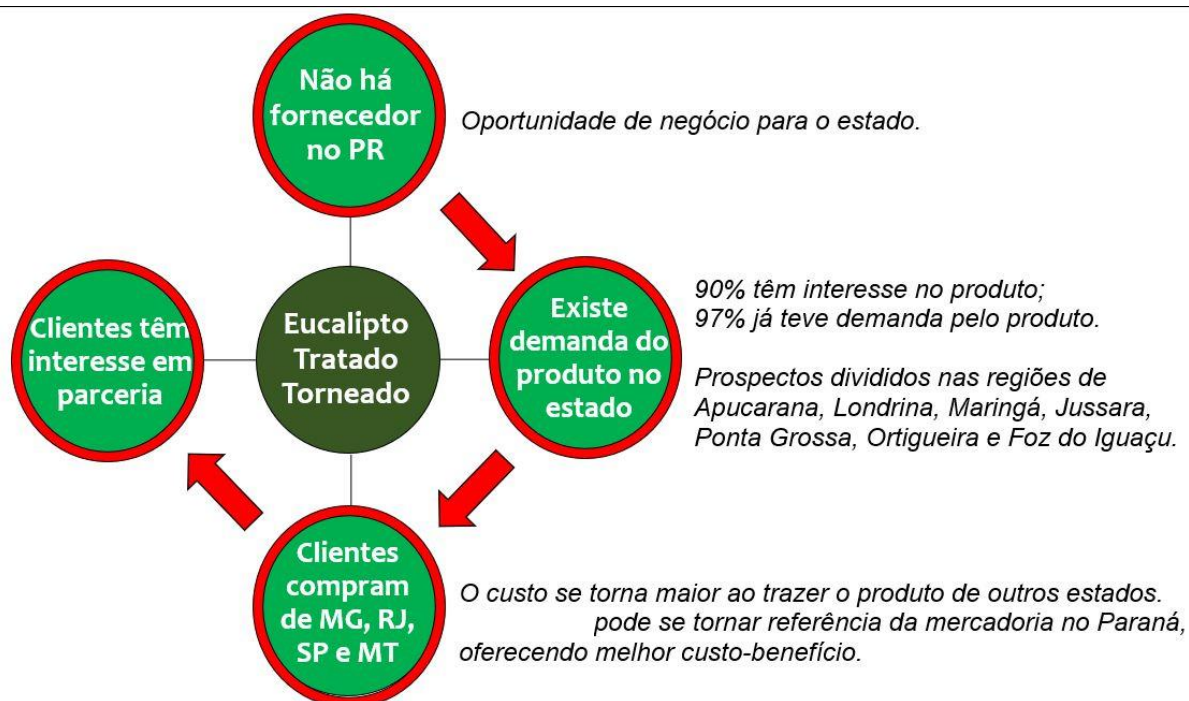 Não há
fornecedor
no PR
Oportunidade de negócio para o estado.
Existe
demanda do
produto no
estado
90% têm interesse no produto;
97% já teve demanda pelo produto.
Prospectos divididos nas regiões de
Apucarana, Londrina, Maringá, Jussara,
Ponta Grossa, Ortigueira e Foz do Iguaçu.
Clientes têm
interesse em
parceria
Eucalipto
Tratado
Torneado
Clientes
compram
de MG, RJ,
SP e MT
O custo se torna maior ao trazer o produto de outros estados.
pode se tornar referência da mercadoria no Paraná,
oferecendo melhor custo-benefício.